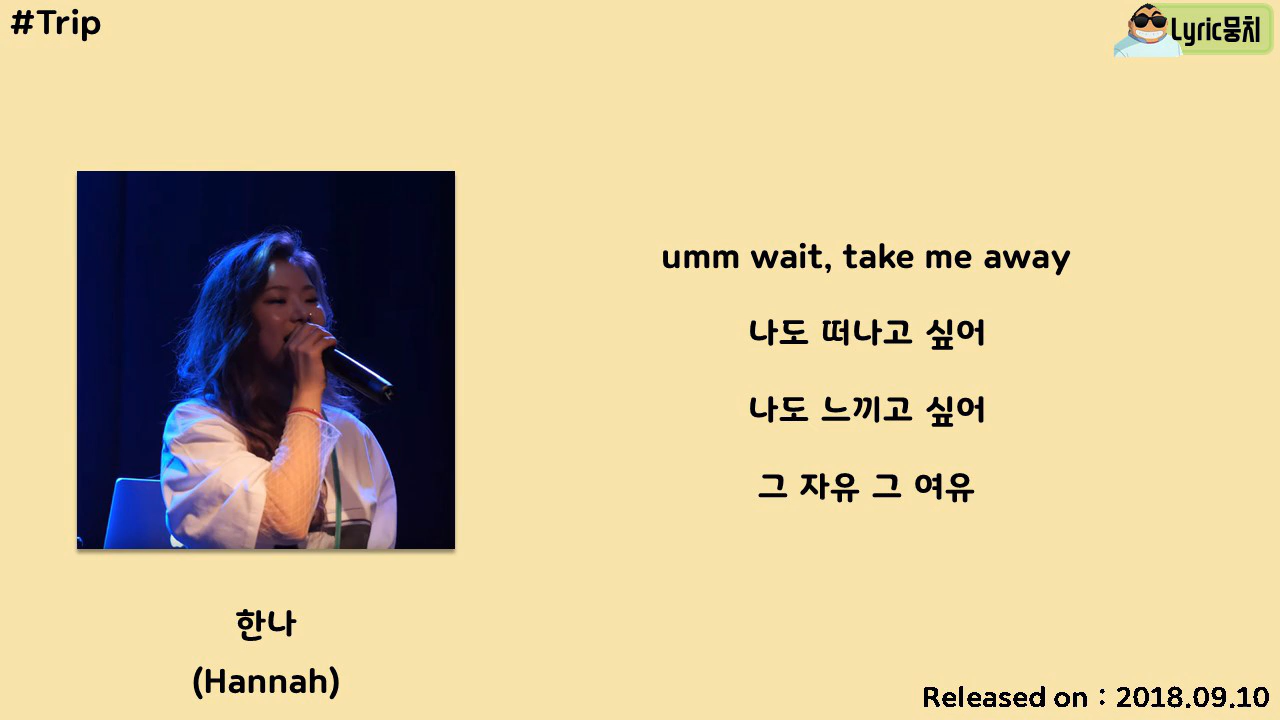 #Trip
Lyric뭉치
umm wait, take me away
나도 떠나고 싶어
나도 느끼고 싶어
그 자유 그 여유
한나
(Hannah)
Released on : 2018.09.10